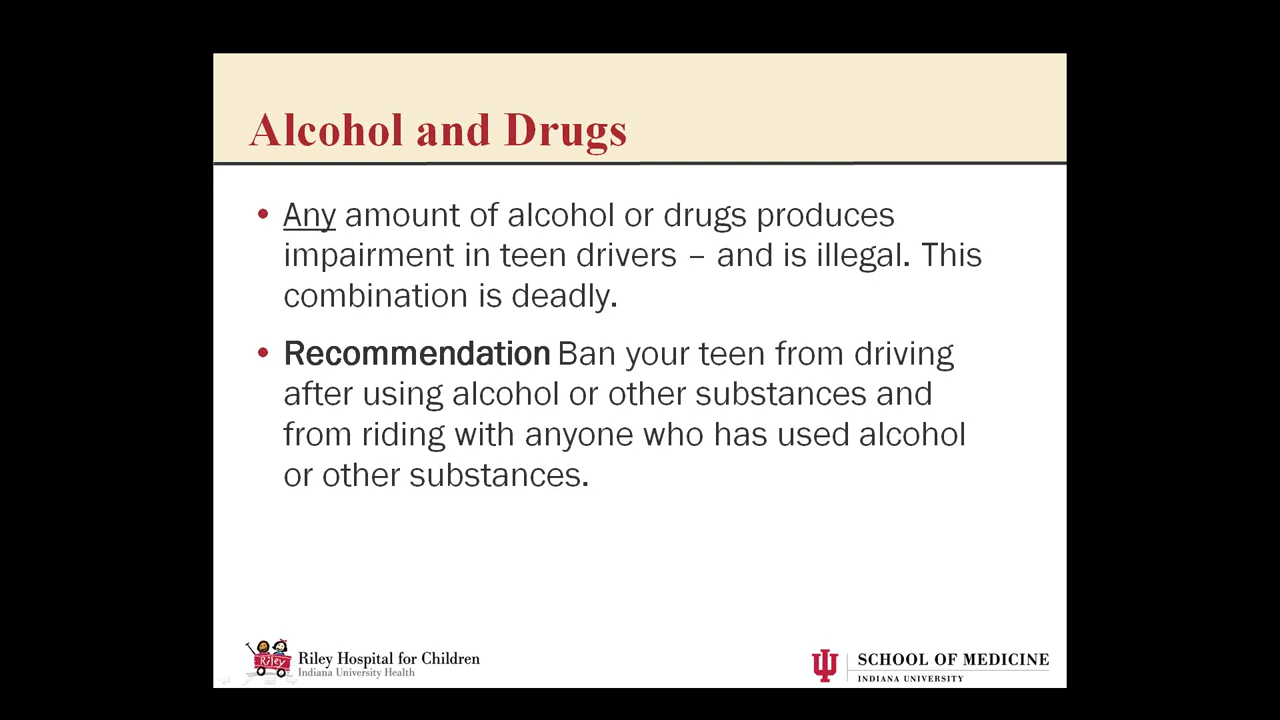 Alcohol and Drugs
• Any amount of alcohol or drugs produces
impairment in teen drivers – and is illegal. This
combination is deadly.
• Recommendation Ban your teen from driving
after using alcohol or other substances and
from riding with anyone who has used alcohol
or other substances.
Riley
Riley Hospital for Children
Indiana University Health
SCHOOL OF MEDICINE
INDIANA UNIVERSITY